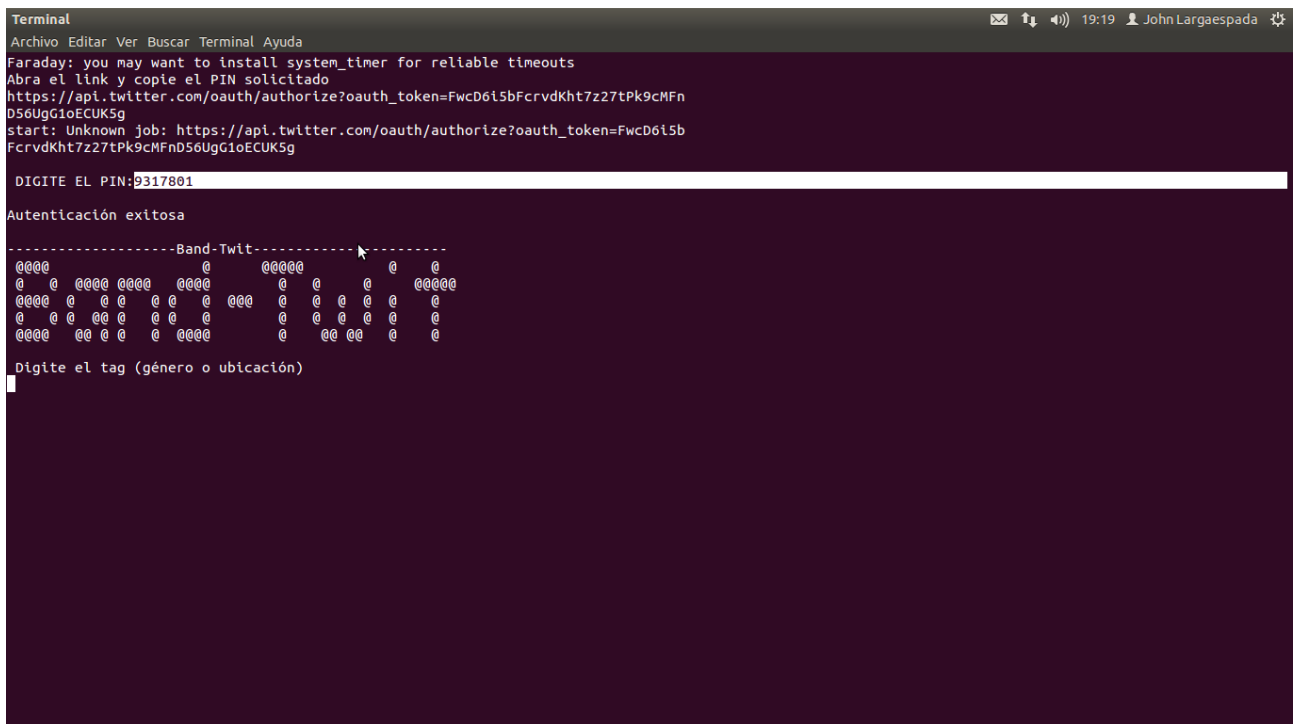 Terminal
19:19 John Largaespada
Archivo Editar Ver Buscar Terminal Ayuda
Faraday: you may want to install system_timer for reliable timeouts
Abra el link y copie el PIN solicitado
https://api.twitter.com/oauth/authorize?oauth_token=FwcD6i5bFcrvdKht7z27tPk9cMFn
D56UgG1oECUK5g
start: Unknown job: https://api.twitter.com/oauth/authorize?oauth_token=FwcD6i5b
FcrvdKht7z27tPk9cMFnD56UgG1oECUK5g
DIGITE EL PIN:9317801
Autenticación exitosa
--------------------Band-Twit-----------------------
@@@@                  @      @@@@@          @    @
@   @  @@@@ @@@@   @@@@        @   @     @     @@@@@
@@@@  @   @ @   @ @   @  @@@   @   @  @  @  @   @
@   @ @  @@ @   @ @   @        @   @  @  @  @   @
@@@@   @@ @ @   @  @@@@        @    @@ @@   @   @
Digite el tag (género o ubicación)